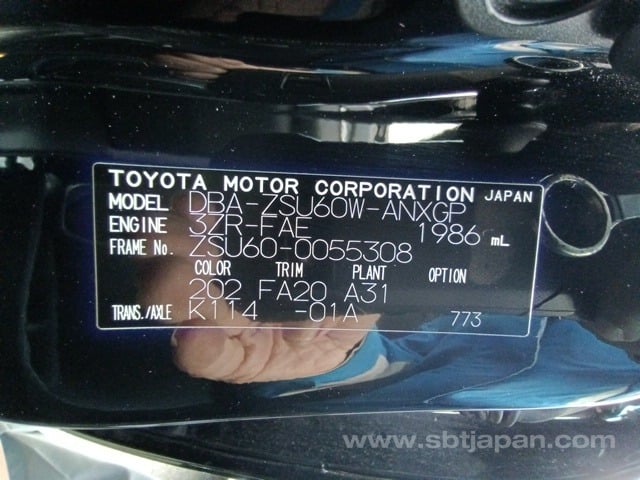 TOYOTA MOTOR CORPORATION JAPAN
MODEL DBA-ZSU60W-ANXGP
ENGINE 3ZR-FAE 1986 mL
FRAME No. ZSU60-0055308
COLOR TRIM PLANT OPTION
202 FA20 A31
TRANS./AXLE K114 -01A 773
www.sbtjapan.com